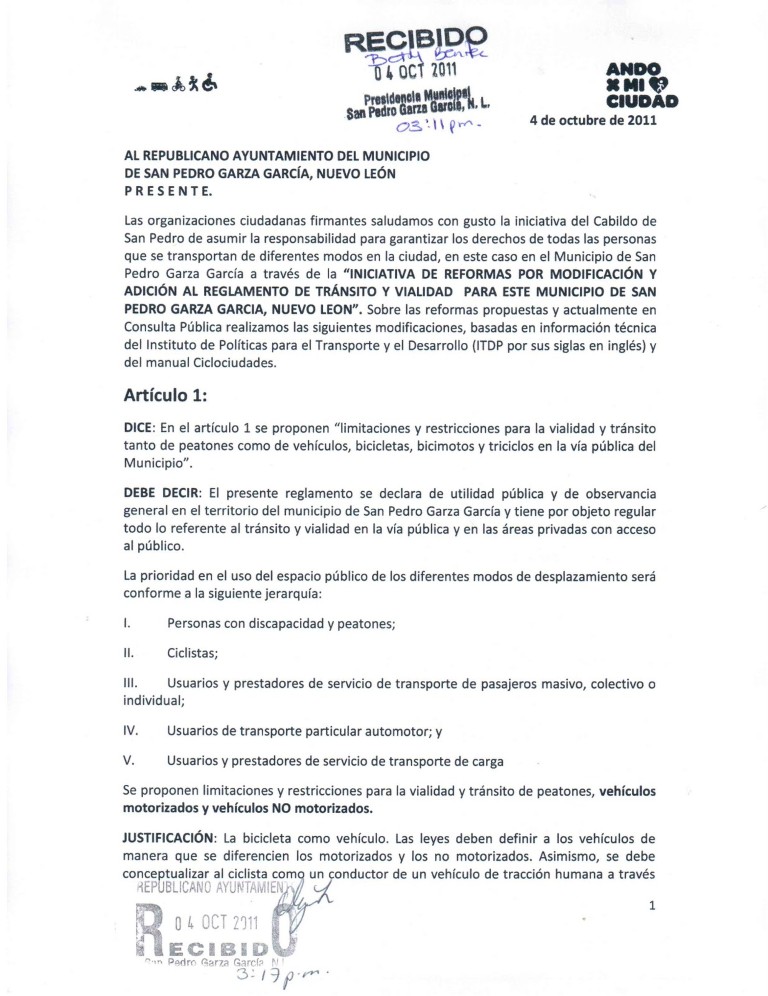 RECIBIDO
04 OCT 2011
Presidencia Municipal
San Pedro Garza García, N. L.
03:11 pm.
ANDO
X MI
CIUDAD
4 de octubre de 2011
AL REPUBLICANO AYUNTAMIENTO DEL MUNICIPIO
DE SAN PEDRO GARZA GARCÍA, NUEVO LEÓN
P R E S E N T E.
Las organizaciones ciudadanas firmantes saludamos con gusto la iniciativa del Cabildo de
San Pedro de asumir la responsabilidad para garantizar los derechos de todas las personas
que se transportan de diferentes modos en la ciudad, en este caso en el Municipio de San
Pedro Garza García a través de la “INICIATIVA DE REFORMAS POR MODIFICACIÓN Y
ADICIÓN AL REGLAMENTO DE TRÁNSITO Y VIALIDAD PARA ESTE MUNICIPIO DE SAN
PEDRO GARZA GARCIA, NUEVO LEON”. Sobre las reformas propuestas y actualmente en
Consulta Pública realizamos las siguientes modificaciones, basadas en información técnica
del Instituto de Políticas para el Transporte y el Desarrollo (ITDP por sus siglas en inglés) y
del manual Ciclociudades.
Artículo 1:
DICE: En el artículo 1 se proponen “limitaciones y restricciones para la vialidad y tránsito
tanto de peatones como de vehículos, bicicletas, bicimotos y triciclos en la vía pública del
Municipio”.
DEBE DECIR: El presente reglamento se declara de utilidad pública y de observancia
general en el territorio del municipio de San Pedro Garza García y tiene por objeto regular
todo lo referente al tránsito y vialidad en la vía pública y en las áreas privadas con acceso
al público.
La prioridad en el uso del espacio público de los diferentes modos de desplazamiento será
conforme a la siguiente jerarquía:
I. Personas con discapacidad y peatones;
II. Ciclistas;
III. Usuarios y prestadores de servicio de transporte de pasajeros masivo, colectivo o
individual;
IV. Usuarios de transporte particular automotor; y
V. Usuarios y prestadores de servicio de transporte de carga
Se proponen limitaciones y restricciones para la vialidad y tránsito de peatones, vehículos
motorizados y vehículos NO motorizados.
JUSTIFICACIÓN: La bicicleta como vehículo. Las leyes deben definir a los vehículos de
manera que se diferencien los motorizados y los no motorizados. Asimismo, se debe
conceptualizar al ciclista como un conductor de un vehículo de tracción humana a través
REPUBLICANO AYUNTAMIEN
1
04 OCT 2011
RECIBIDO
San Pedro Garza García N L
3:17 p.m.